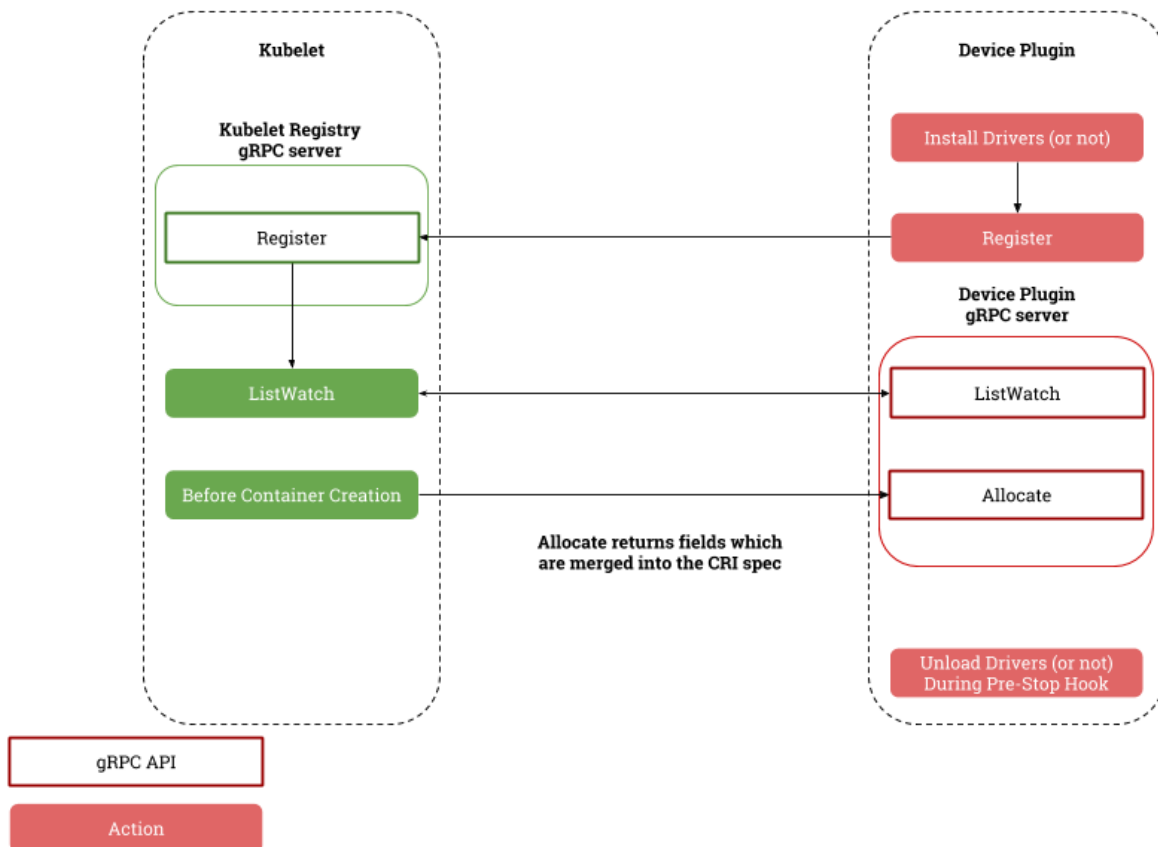 Kubelet
Device Plugin
Kubelet Registry
gRPC server
Install Drivers (or not)
Register
Register
Device Plugin
gRPC server
ListWatch
ListWatch
Before Container Creation
Allocate
Allocate returns fields which
are merged into the CRI spec
Unload Drivers (or not)
During Pre-Stop Hook
gRPC API
Action